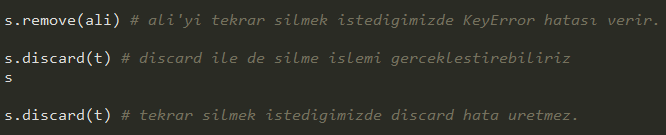 s.remove(ali) # ali'yi tekrar silmek istedigimizde KeyError hatası verir.
s.discard(t) # discard ile de silme islemi gerceklestirebiliriz
s
s.discard(t) # tekrar silmek istedigimizde discard hata uretmez.